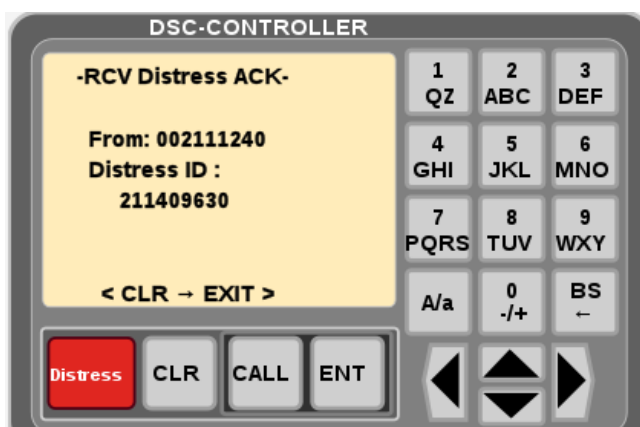 DSC-CONTROLLER
-RCV Distress ACK-
From: 002111240
Distress ID :
211409630
< CLR → EXIT >
1 2 3
QZ ABC DEF
4 5 6
GHI JKL MNO
7 8 9
PQRS TUV WXY
A/a 0 BS
-/+ ←
Distress CLR CALL ENT